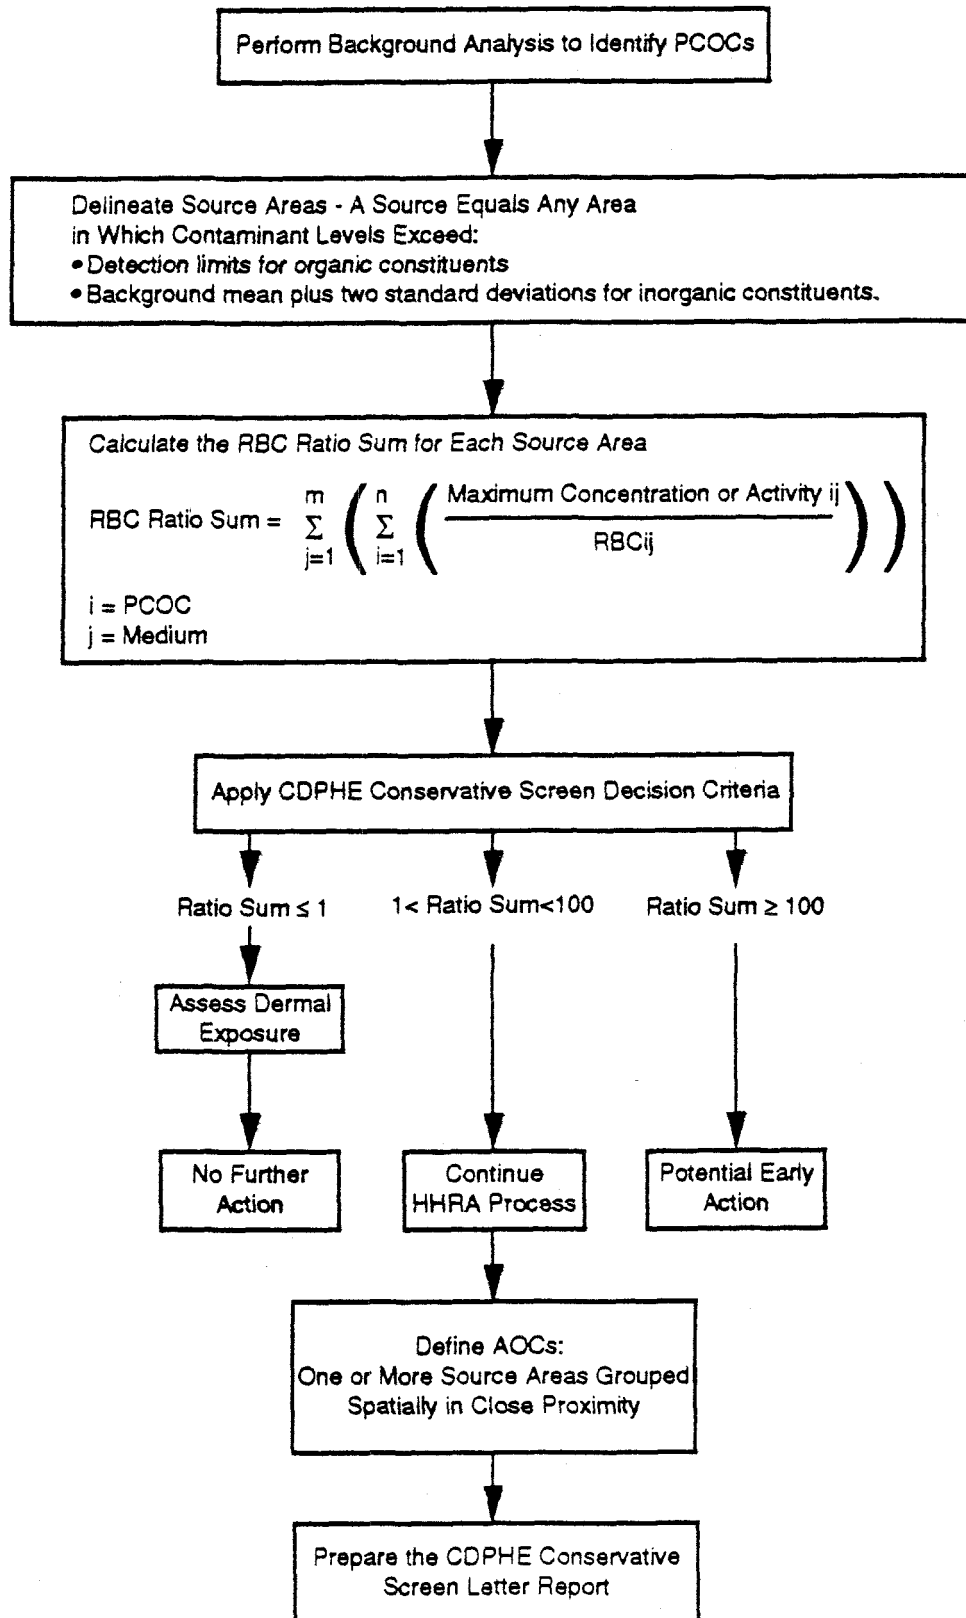 Perform Background Analysis to Identify PCOCs
Delineate Source Areas - A Source Equals Any Area
in Which Contaminant Levels Exceed:
• Detection limits for organic constituents
• Background mean plus two standard deviations for inorganic constituents.
Calculate the RBC Ratio Sum for Each Source Area
RBC Ratio Sum = m Σ j=1 ( n Σ i=1 ( Maximum Concentration or Activity ij / RBCij ) )
i = PCOC
j = Medium
Apply CDPHE Conservative Screen Decision Criteria
Ratio Sum ≤ 1
1< Ratio Sum<100
Ratio Sum ≥ 100
Assess Dermal
Exposure
No Further
Action
Continue
HHRA Process
Potential Early
Action
Define AOCs:
One or More Source Areas Grouped
Spatially in Close Proximity
Prepare the CDPHE Conservative
Screen Letter Report